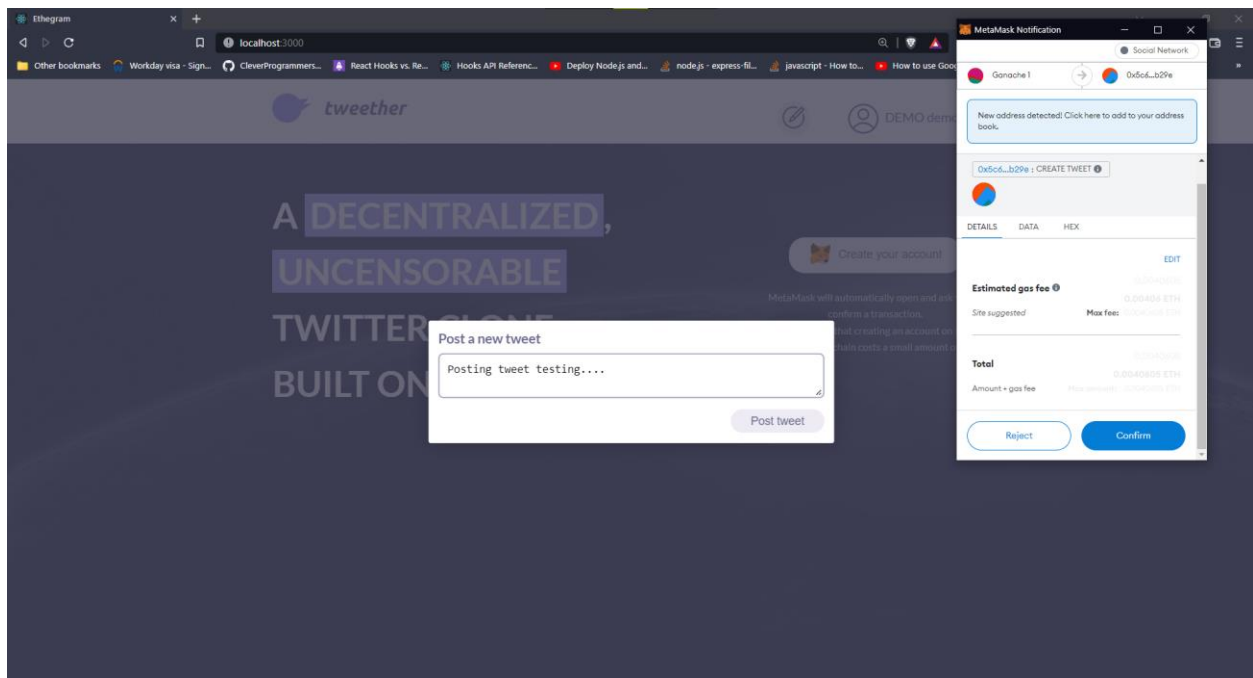 Ethegram
localhost:3000
Other bookmarks
Workday visa - Sign...
CleverProgrammers...
React Hooks vs. Re...
Hooks API Referenc...
Deploy Node.js and...
node.js - express-fil...
javascript - How to...
How to use Goo
tweether
DEMO demo
A DECENTRALIZED,
UNCENSORABLE
TWITTER CLONE
BUILT ON
Create your account
MetaMask will automatically open and ask
confirm a transaction.
that creating an account on
chain costs a small amount o
Post a new tweet
Posting tweet testing....
Post tweet
MetaMask Notification
Social Network
Ganache 1
0x5c6...b29e
New address detected! Click here to add to your address
book.
0x5c6...b29e : CREATE TWEET
DETAILS DATA HEX
EDIT
Estimated gas fee
0.00404 ETH
Site suggested
Max fee:
Total
0.0040405 ETH
Amount + gas fee
Reject
Confirm